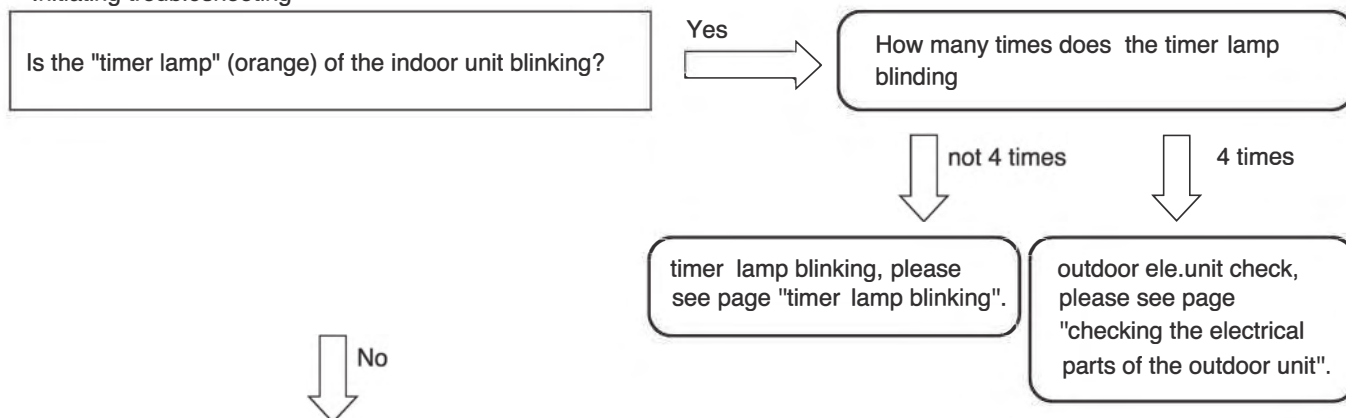 Initiating troubleshooting
Is the "timer lamp" (orange) of the indoor unit blinking?
Yes
How many times does the timer lamp
blinding
not 4 times
4 times
timer lamp blinking, please
see page "timer lamp blinking".
outdoor ele.unit check,
please see page
"checking the electrical
parts of the outdoor unit".
No